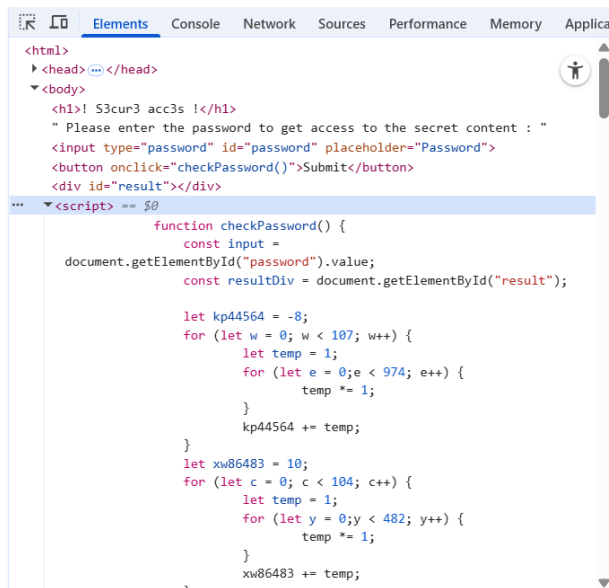 Elements Console Network Sources Performance Memory Applica
<html>
<head> ··· </head>
<body>
<h1>! S3cur3 acc3s !</h1>
" Please enter the password to get access to the secret content : "
<input type="password" id="password" placeholder="Password">
<button onclick="checkPassword()">Submit</button>
<div id="result"></div>
··· <script> == $0
function checkPassword() {
const input =
document.getElementById("password").value;
const resultDiv = document.getElementById("result");
let kp44564 = -8;
for (let w = 0; w < 107; w++) {
let temp = 1;
for (let e = 0;e < 974; e++) {
temp *= 1;
}
kp44564 += temp;
}
let xw86483 = 10;
for (let c = 0; c < 104; c++) {
let temp = 1;
for (let y = 0;y < 482; y++) {
temp *= 1;
}
xw86483 += temp;